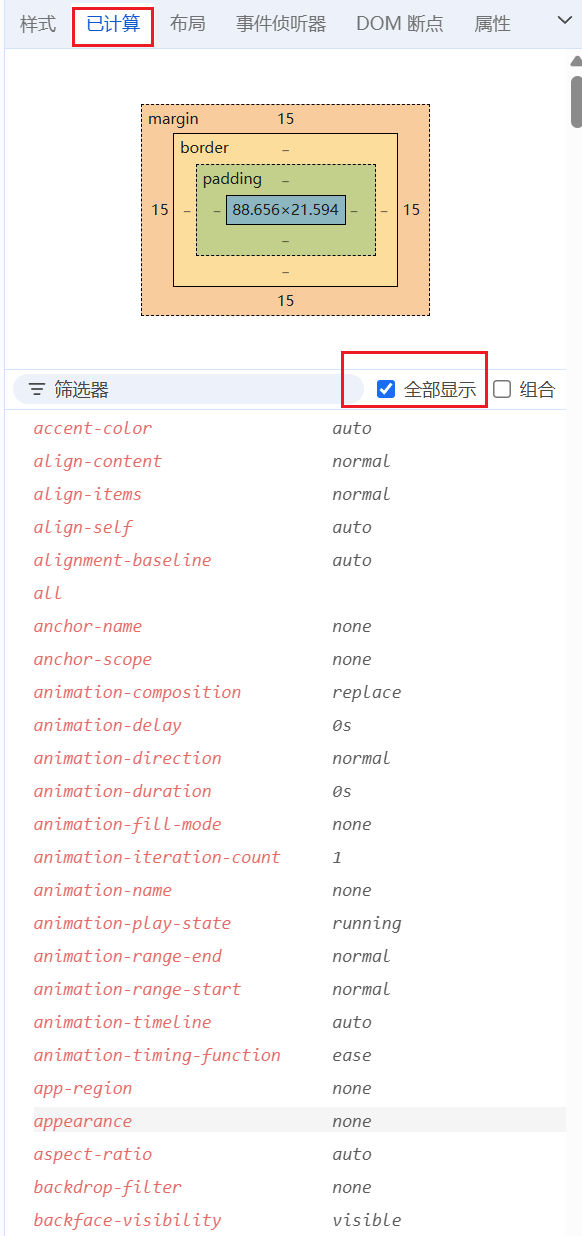 样式 已计算 布局 事件侦听器 DOM 断点 属性
margin 15
border –
padding –
15 – – 88.656×21.594 – – 15
–
–
15
筛选器 全部显示 组合
accent-color auto
align-content normal
align-items normal
align-self auto
alignment-baseline auto
all
anchor-name none
anchor-scope none
animation-composition replace
animation-delay 0s
animation-direction normal
animation-duration 0s
animation-fill-mode none
animation-iteration-count 1
animation-name none
animation-play-state running
animation-range-end normal
animation-range-start normal
animation-timeline auto
animation-timing-function ease
app-region none
appearance none
aspect-ratio auto
backdrop-filter none
backface-visibility visible